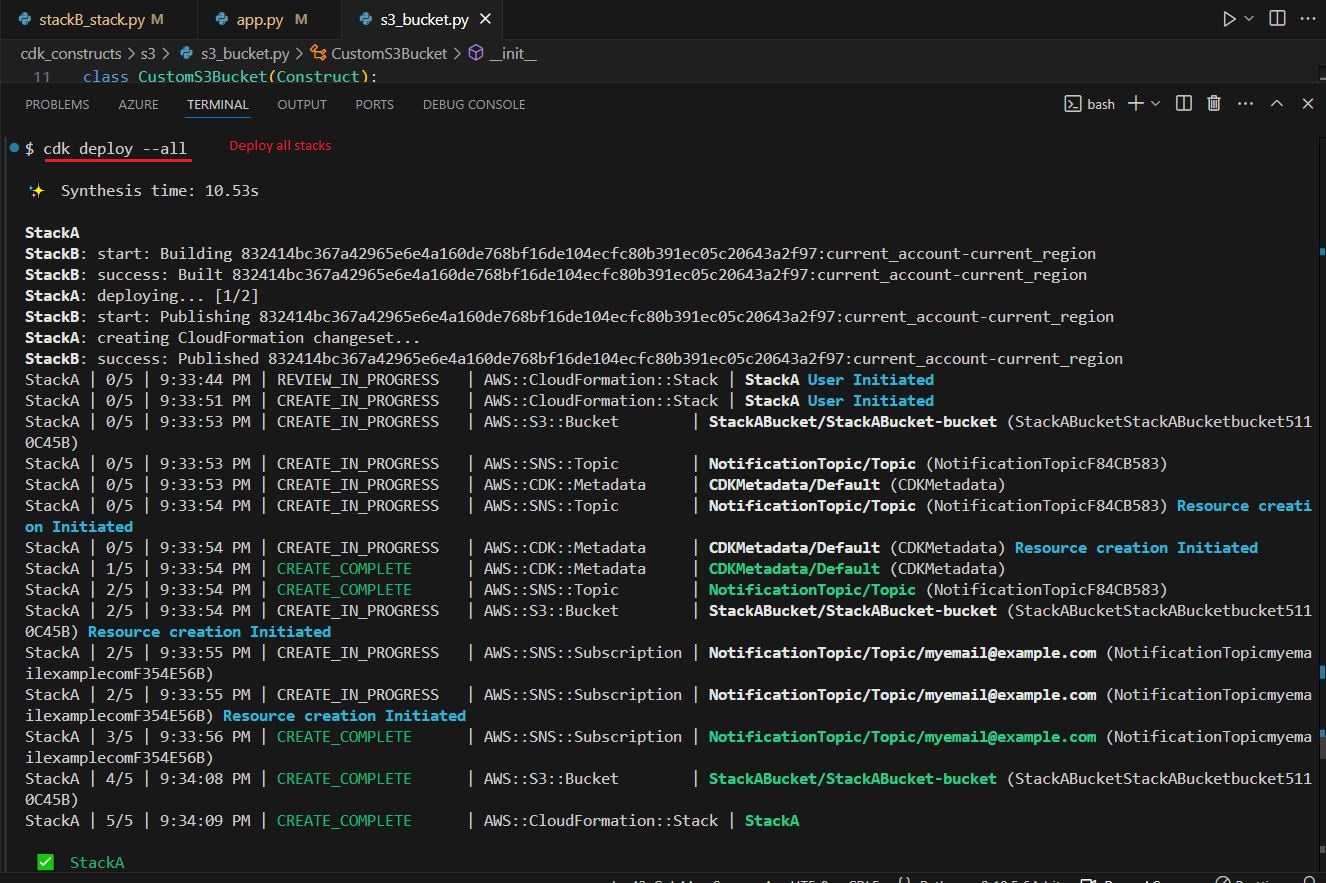 stackB_stack.py M app.py M s3_bucket.py
cdk_constructs > s3 > s3_bucket.py > CustomS3Bucket > __init__
11 class CustomS3Bucket(Construct):
PROBLEMS AZURE TERMINAL OUTPUT PORTS DEBUG CONSOLE bash
$ cdk deploy --all Deploy all stacks
✨ Synthesis time: 10.53s
StackA
StackB: start: Building 832414bc367a42965e6e4a160de768bf16de104ecfc80b391ec05c20643a2f97:current_account-current_region
StackB: success: Built 832414bc367a42965e6e4a160de768bf16de104ecfc80b391ec05c20643a2f97:current_account-current_region
StackA: deploying... [1/2]
StackB: start: Publishing 832414bc367a42965e6e4a160de768bf16de104ecfc80b391ec05c20643a2f97:current_account-current_region
StackA: creating CloudFormation changeset...
StackB: success: Published 832414bc367a42965e6e4a160de768bf16de104ecfc80b391ec05c20643a2f97:current_account-current_region
StackA | 0/5 | 9:33:44 PM | REVIEW_IN_PROGRESS | AWS::CloudFormation::Stack | StackA User Initiated
StackA | 0/5 | 9:33:51 PM | CREATE_IN_PROGRESS | AWS::CloudFormation::Stack | StackA User Initiated
StackA | 0/5 | 9:33:53 PM | CREATE_IN_PROGRESS | AWS::S3::Bucket | StackABucket/StackABucket-bucket (StackABucketStackABucketbucket511
0C45B)
StackA | 0/5 | 9:33:53 PM | CREATE_IN_PROGRESS | AWS::SNS::Topic | NotificationTopic/Topic (NotificationTopicF84CB583)
StackA | 0/5 | 9:33:53 PM | CREATE_IN_PROGRESS | AWS::CDK::Metadata | CDKMetadata/Default (CDKMetadata)
StackA | 0/5 | 9:33:54 PM | CREATE_IN_PROGRESS | AWS::SNS::Topic | NotificationTopic/Topic (NotificationTopicF84CB583) Resource creati
on Initiated
StackA | 0/5 | 9:33:54 PM | CREATE_IN_PROGRESS | AWS::CDK::Metadata | CDKMetadata/Default (CDKMetadata) Resource creation Initiated
StackA | 1/5 | 9:33:54 PM | CREATE_COMPLETE | AWS::CDK::Metadata | CDKMetadata/Default (CDKMetadata)
StackA | 2/5 | 9:33:54 PM | CREATE_COMPLETE | AWS::SNS::Topic | NotificationTopic/Topic (NotificationTopicF84CB583)
StackA | 2/5 | 9:33:54 PM | CREATE_IN_PROGRESS | AWS::S3::Bucket | StackABucket/StackABucket-bucket (StackABucketStackABucketbucket511
0C45B) Resource creation Initiated
StackA | 2/5 | 9:33:55 PM | CREATE_IN_PROGRESS | AWS::SNS::Subscription | NotificationTopic/Topic/myemail@example.com (NotificationTopicmyema
ilexamplecomF354E56B)
StackA | 2/5 | 9:33:55 PM | CREATE_IN_PROGRESS | AWS::SNS::Subscription | NotificationTopic/Topic/myemail@example.com (NotificationTopicmyema
ilexamplecomF354E56B) Resource creation Initiated
StackA | 3/5 | 9:33:56 PM | CREATE_COMPLETE | AWS::SNS::Subscription | NotificationTopic/Topic/myemail@example.com (NotificationTopicmyema
ilexamplecomF354E56B)
StackA | 4/5 | 9:34:08 PM | CREATE_COMPLETE | AWS::S3::Bucket | StackABucket/StackABucket-bucket (StackABucketStackABucketbucket511
0C45B)
StackA | 5/5 | 9:34:09 PM | CREATE_COMPLETE | AWS::CloudFormation::Stack | StackA
✅ StackA